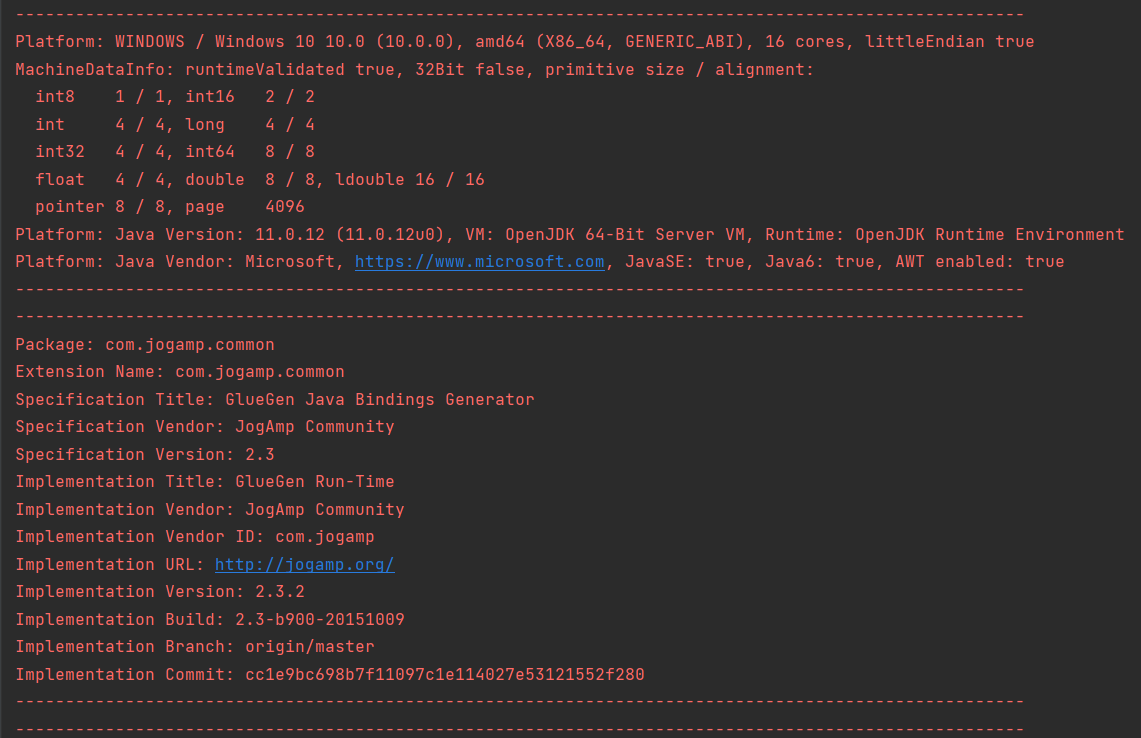 -----------------------------------------------------------------------------------------------------
Platform: WINDOWS / Windows 10 10.0 (10.0.0), amd64 (X86_64, GENERIC_ABI), 16 cores, littleEndian true
MachineDataInfo: runtimeValidated true, 32Bit false, primitive size / alignment:
  int8    1 / 1, int16   2 / 2
  int     4 / 4, long    4 / 4
  int32   4 / 4, int64   8 / 8
  float   4 / 4, double  8 / 8, ldouble 16 / 16
  pointer 8 / 8, page    4096
Platform: Java Version: 11.0.12 (11.0.12u0), VM: OpenJDK 64-Bit Server VM, Runtime: OpenJDK Runtime Environment
Platform: Java Vendor: Microsoft, https://www.microsoft.com, JavaSE: true, Java6: true, AWT enabled: true
-----------------------------------------------------------------------------------------------------
-----------------------------------------------------------------------------------------------------
Package: com.jogamp.common
Extension Name: com.jogamp.common
Specification Title: GlueGen Java Bindings Generator
Specification Vendor: JogAmp Community
Specification Version: 2.3
Implementation Title: GlueGen Run-Time
Implementation Vendor: JogAmp Community
Implementation Vendor ID: com.jogamp
Implementation URL: http://jogamp.org/
Implementation Version: 2.3.2
Implementation Build: 2.3-b900-20151009
Implementation Branch: origin/master
Implementation Commit: cc1e9bc698b7f11097c1e114027e53121552f280
-----------------------------------------------------------------------------------------------------
-----------------------------------------------------------------------------------------------------